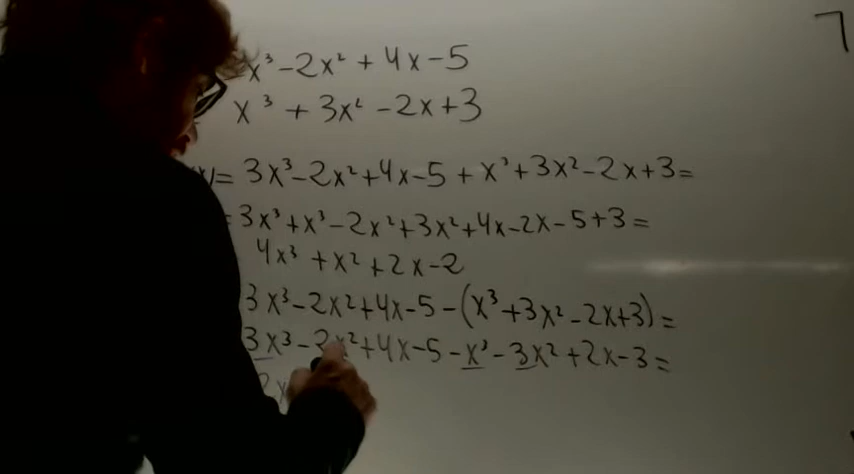 x³ - 2x² + 4x - 5
x³ + 3x² - 2x + 3
= 3x³ - 2x² + 4x - 5 + x³ + 3x² - 2x + 3 =
= 3x³ + x³ - 2x² + 3x² + 4x - 2x - 5 + 3 =
4x³ + x² + 2x - 2
3x³ - 2x² + 4x - 5 - (x³ + 3x² - 2x + 3) =
3x³ - 2x² + 4x - 5 - x³ - 3x² + 2x - 3 =
2x